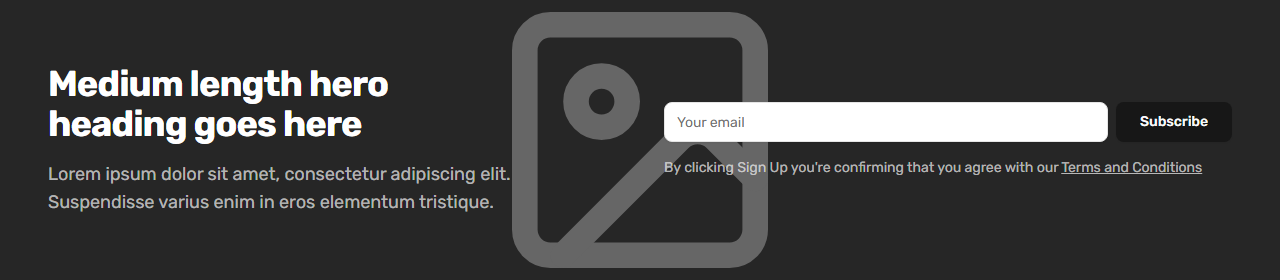 Medium length hero
heading goes here
Lorem ipsum dolor sit amet, consectetur adipiscing elit.
Suspendisse varius enim in eros elementum tristique.
Your email
Subscribe
By clicking Sign Up you're confirming that you agree with our Terms and Conditions